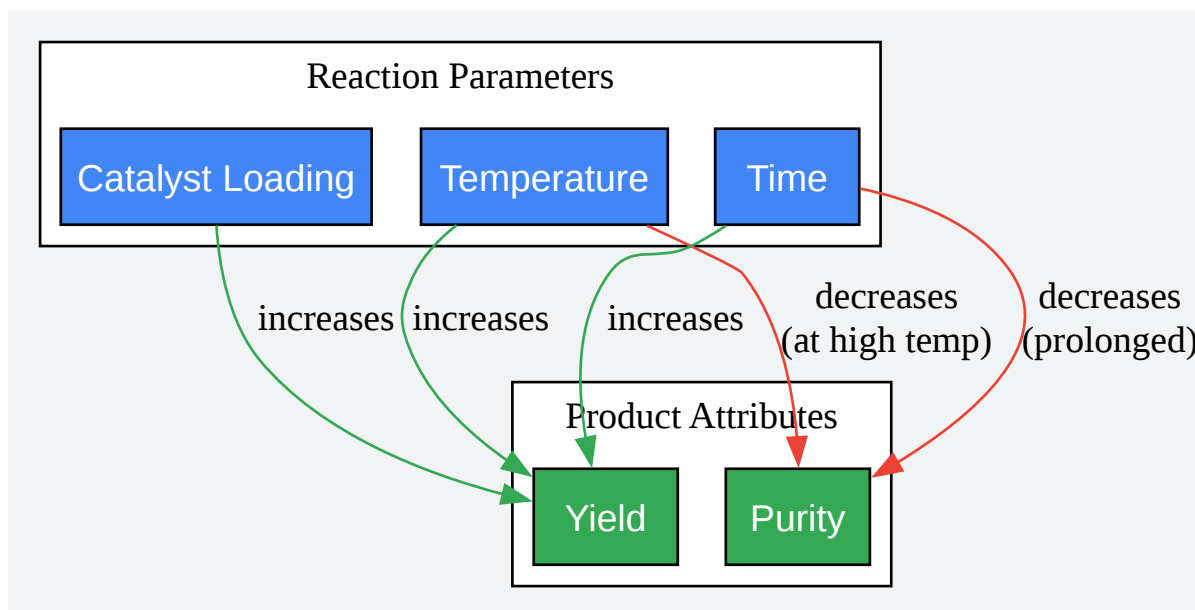 Reaction Parameters
Catalyst Loading
Temperature
Time
increases
increases
increases
decreases
(at high temp)
decreases
(prolonged)
Product Attributes
Yield
Purity